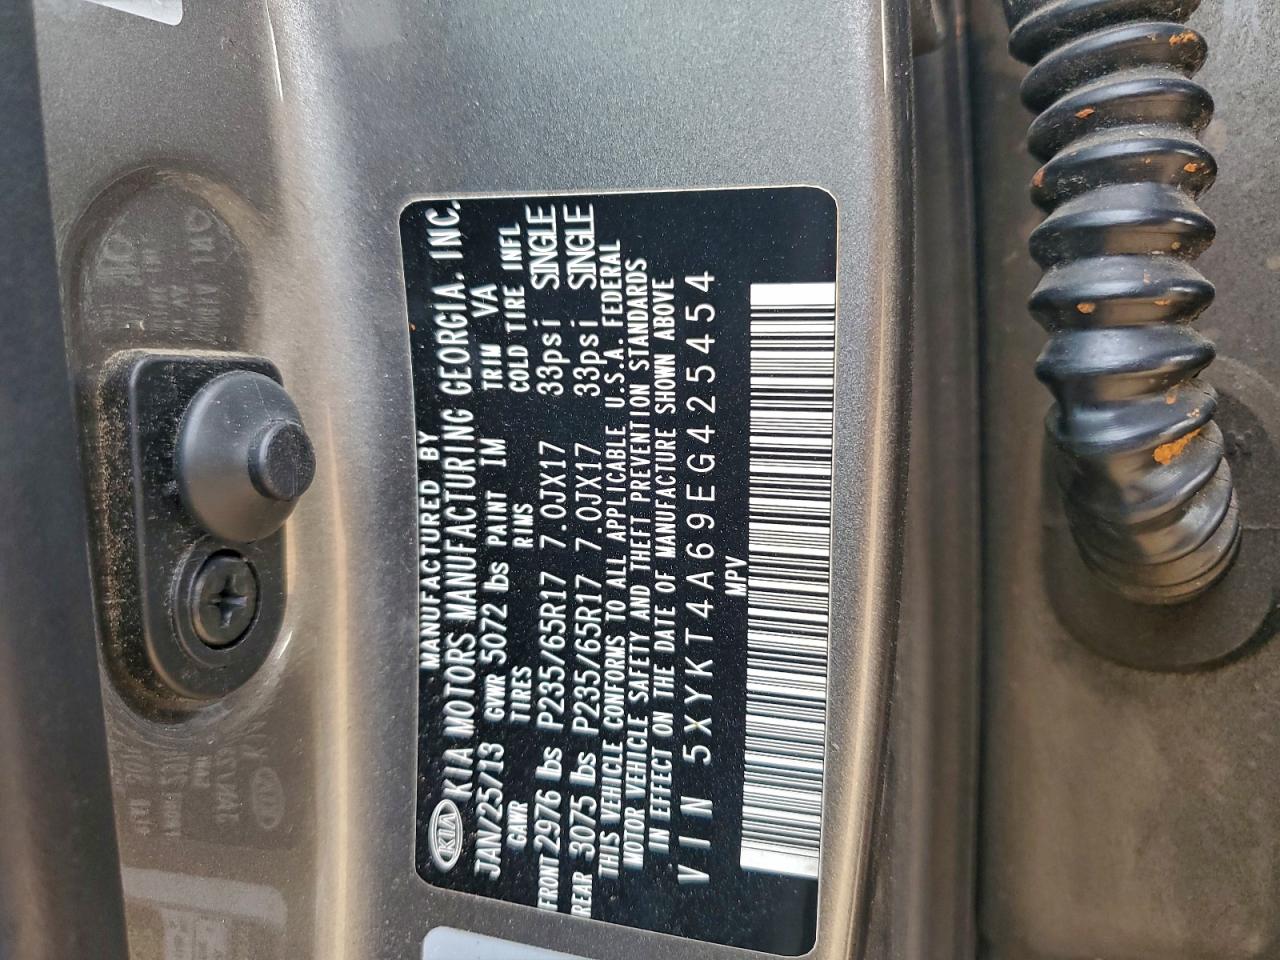 MANUFACTURED BY
KIA KIA MOTORS MANUFACTURING GEORGIA. INC.
JAN/25/13 GVWR 5072 lbs PAINT IM TRIM VA
GAWR TIRES RIMS COLD TIRE INFL
FRONT 2976 lbs P235/65R17 7.0JX17 33psi SINGLE
REAR 3075 lbs P235/65R17 7.0JX17 33psi SINGLE
THIS VEHICLE CONFORMS TO ALL APPLICABLE U.S.A. FEDERAL
MOTOR VEHICLE SAFETY AND THEFT PREVENTION STANDARDS
IN EFFECT ON THE DATE OF MANUFACTURE SHOWN ABOVE
VIN 5XYKT4A69EG425454
MPV